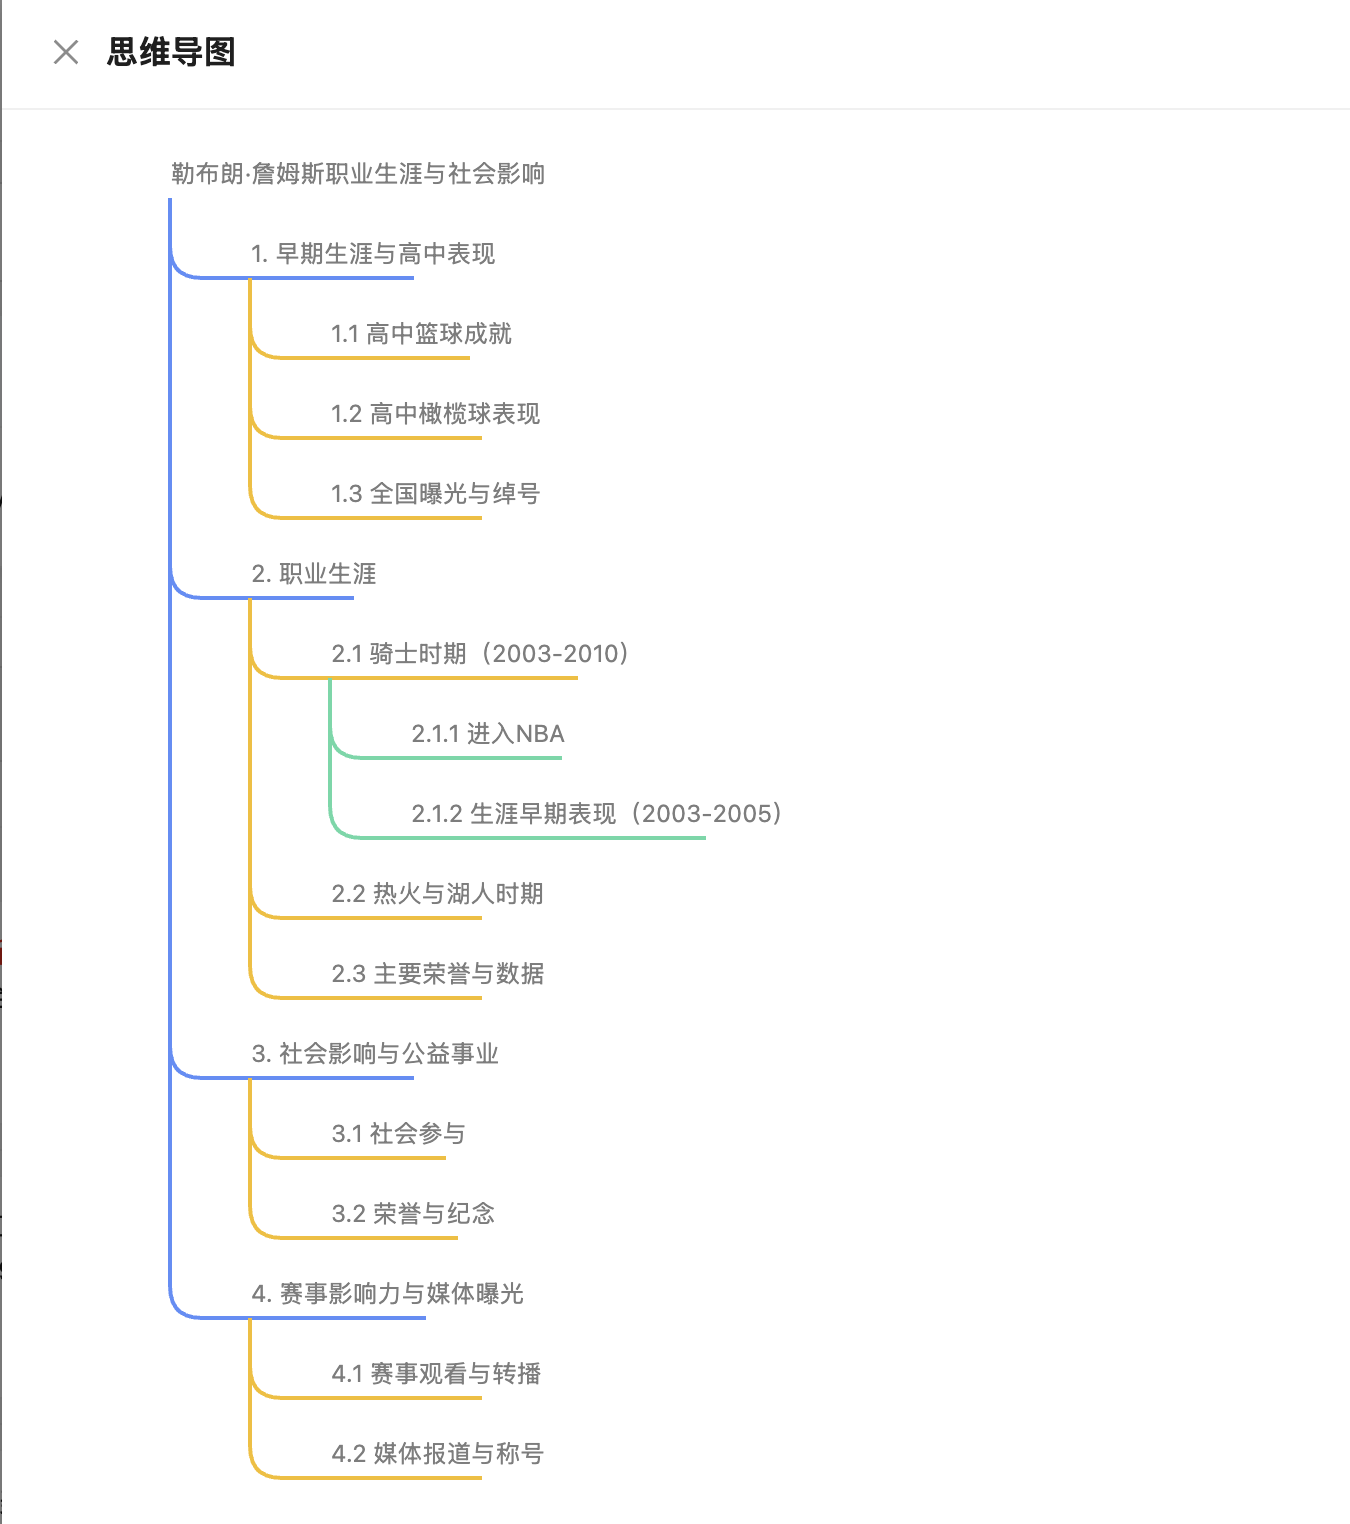 思维导图
勒布朗·詹姆斯职业生涯与社会影响
1. 早期生涯与高中表现
1.1 高中篮球成就
1.2 高中橄榄球表现
1.3 全国曝光与绰号
2. 职业生涯
2.1 骑士时期（2003-2010）
2.1.1 进入NBA
2.1.2 生涯早期表现（2003-2005）
2.2 热火与湖人时期
2.3 主要荣誉与数据
3. 社会影响与公益事业
3.1 社会参与
3.2 荣誉与纪念
4. 赛事影响力与媒体曝光
4.1 赛事观看与转播
4.2 媒体报道与称号